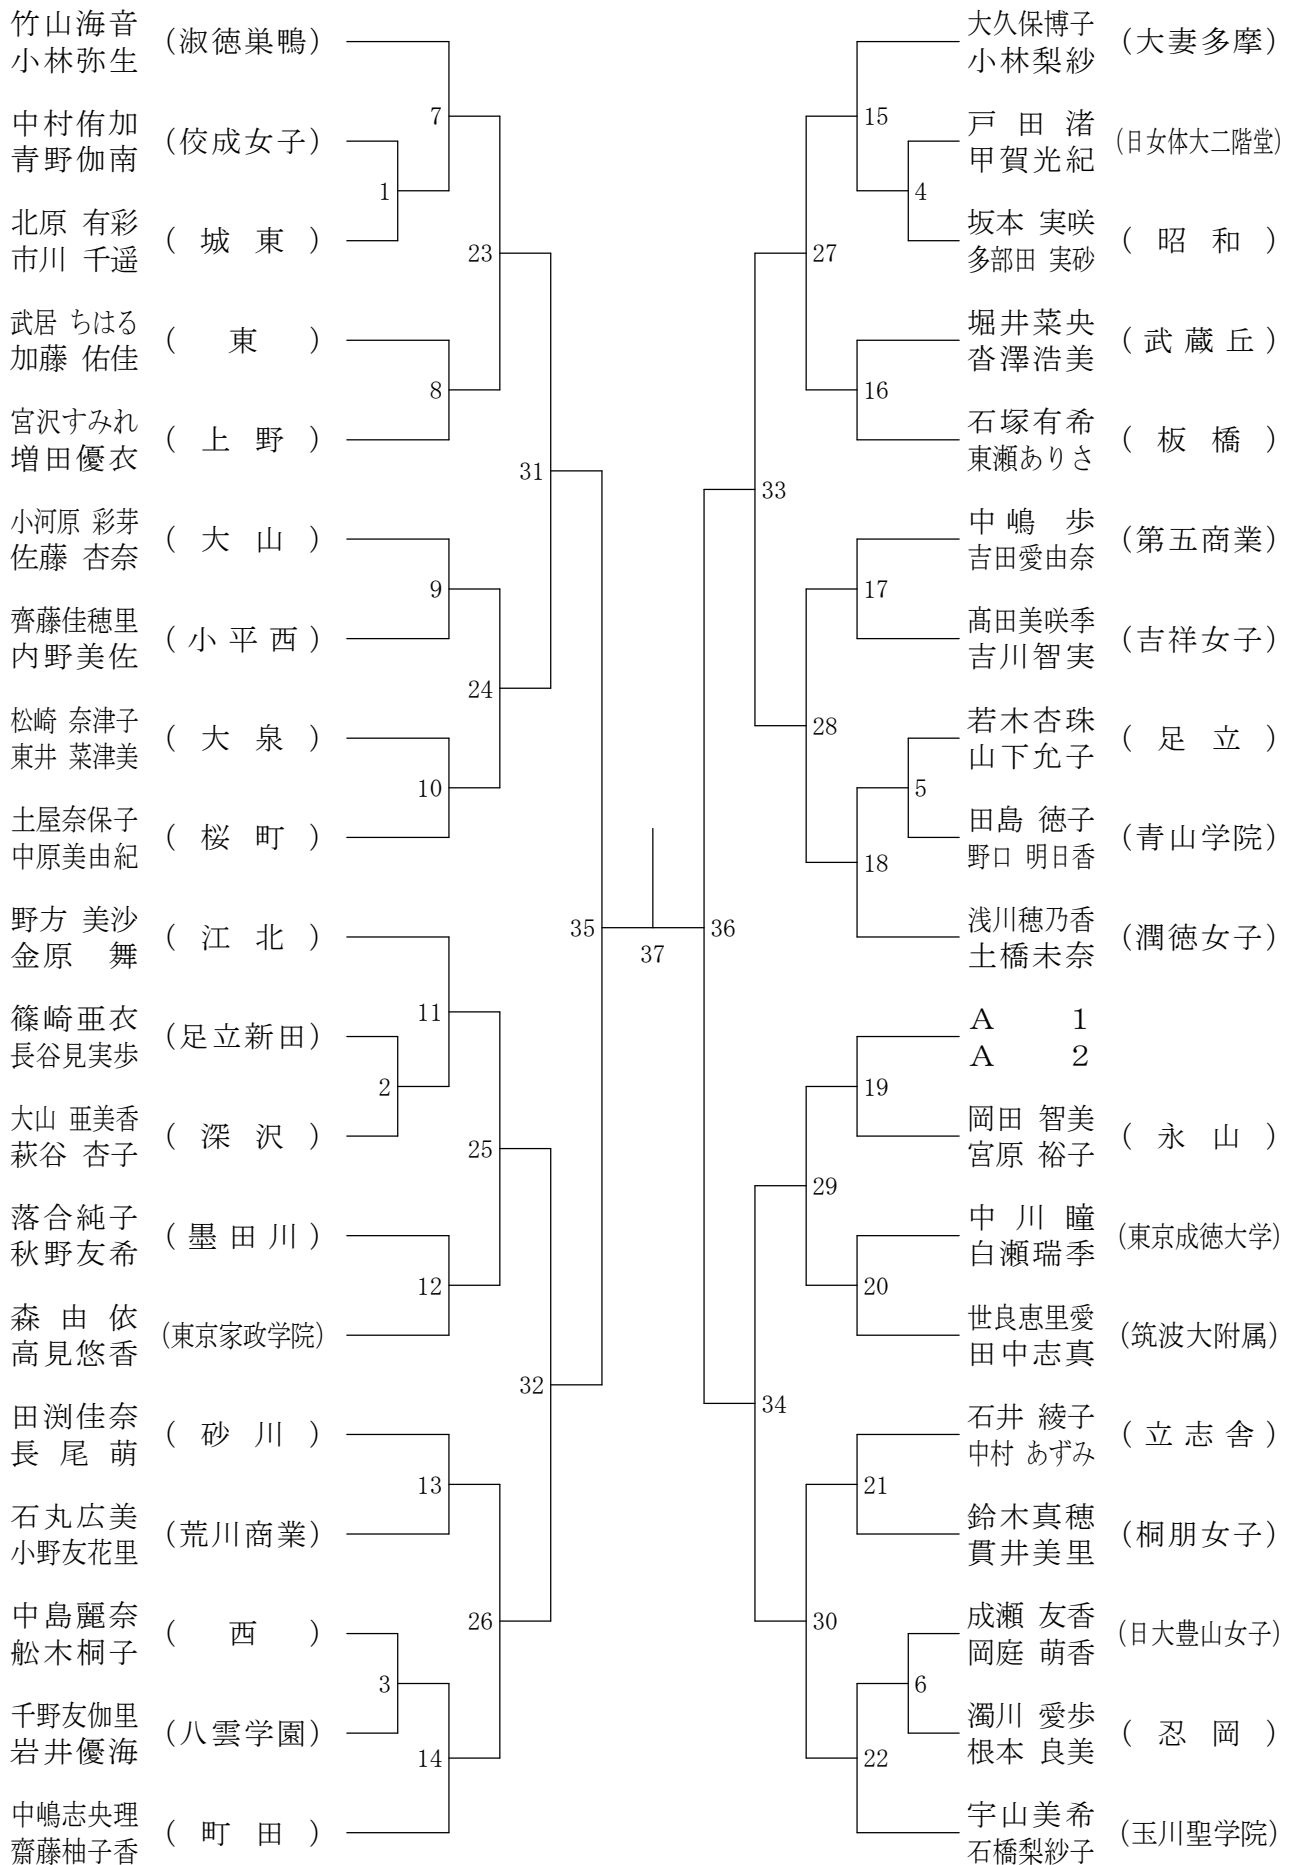 竹山海音
小林弥生
(淑徳巣鴨)
7
中村侑加
青野伽南
(佼成女子)
1
北原 有彩
市川 千遥
(城東)
23
武居 ちはる
加藤 佑佳
(東)
8
宮沢すみれ
増田優衣
(上野)
31
小河原 彩芽
佐藤 杏奈
(大山)
9
齊藤佳穂里
内野美佐
(小平西)
24
松崎 奈津子
東井 菜津美
(大泉)
10
土屋奈保子
中原美由紀
(桜町)
35
野方 美沙
金原 舞
(江北)
11
篠崎亜衣
長谷見実歩
(足立新田)
2
大山 亜美香
萩谷 杏子
(深沢)
25
落合純子
秋野友希
(墨田川)
12
森由依
高見悠香
(東京家政学院)
32
田渕佳奈
長尾萌
(砂川)
13
石丸広美
小野友花里
(荒川商業)
26
中島麗奈
舩木桐子
(西)
3
千野友伽里
岩井優海
(八雲学園)
14
中嶋志央理
齋藤柚子香
(町田)
37
大久保博子
小林梨紗
(大妻多摩)
15
戸田渚
甲賀光紀
(日女体大二階堂)
4
坂本 実咲
多部田 実砂
(昭和)
27
堀井菜央
沓澤浩美
(武蔵丘)
16
石塚有希
東瀬ありさ
(板橋)
33
中嶋歩
吉田愛由奈
(第五商業)
17
髙田美咲季
吉川智実
(吉祥女子)
28
若木杏珠
山下允子
(足立)
5
田島 徳子
野口 明日香
(青山学院)
18
浅川穂乃香
土橋未奈
(潤徳女子)
36
A 1
A 2
19
岡田 智美
宮原 裕子
(永山)
29
中川瞳
白瀬瑞季
(東京成徳大学)
20
世良恵里愛
田中志真
(筑波大附属)
34
石井 綾子
中村 あずみ
(立志舎)
21
鈴木真穂
貫井美里
(桐朋女子)
30
成瀬 友香
岡庭 萌香
(日大豊山女子)
6
濁川 愛歩
根本 良美
(忍岡)
22
宇山美希
石橋梨紗子
(玉川聖学院)